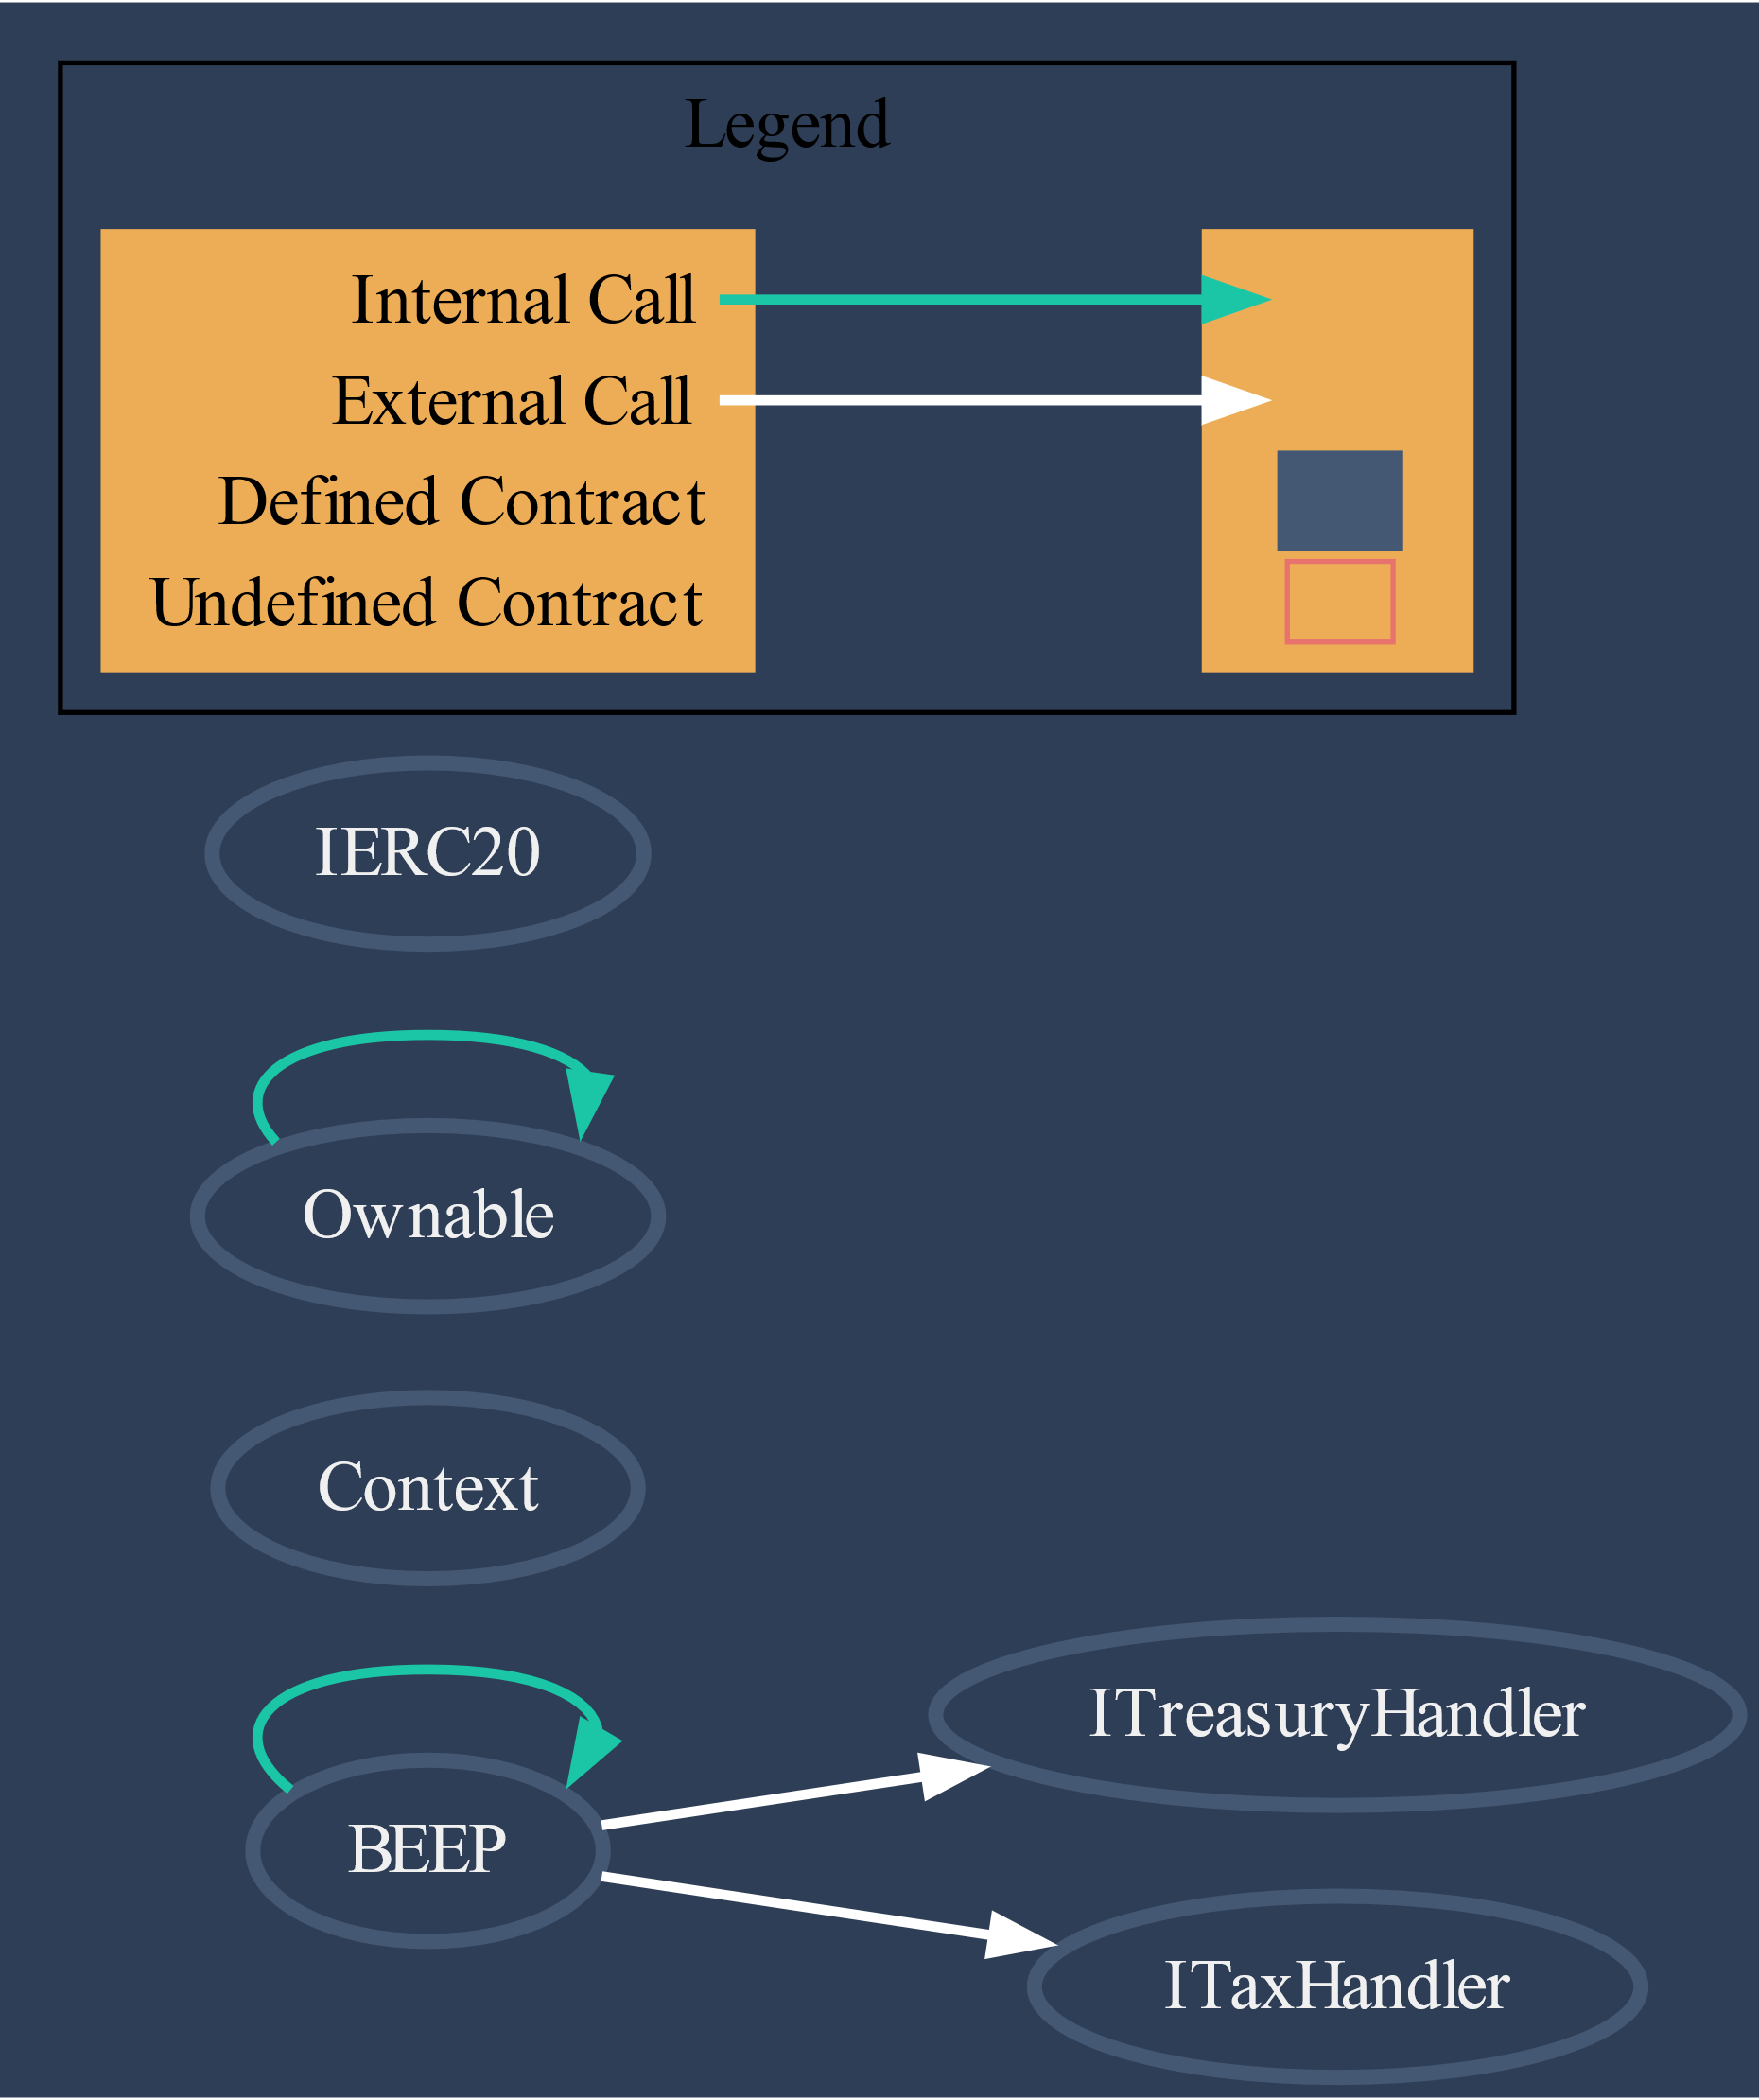 Legend
Internal Call
External Call
Defined Contract
Undefined Contract
IERC20
Ownable
Context
ITreasuryHandler
BEEP
ITaxHandler